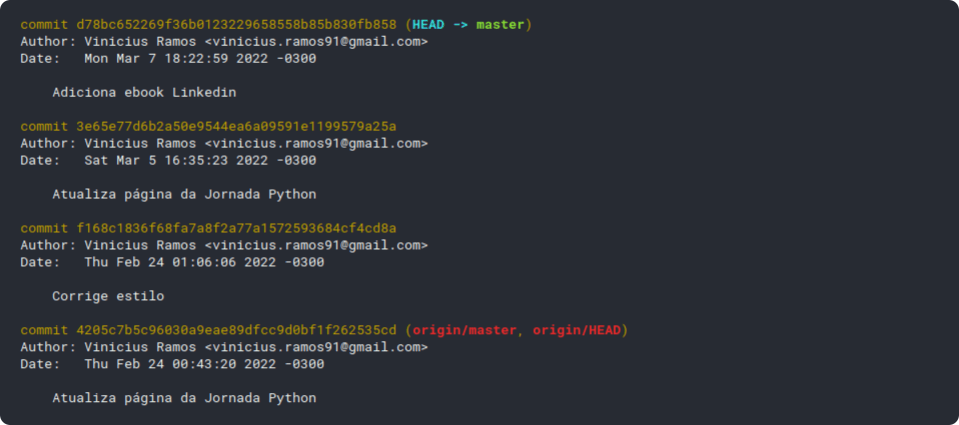 commit d78bc652269f36b0123229658558b85b830fb858 (HEAD -> master)
Author: Vinicius Ramos <vinicius.ramos91@gmail.com>
Date:   Mon Mar 7 18:22:59 2022 -0300
Adiciona ebook Linkedin
commit 3e65e77d6b2a50e9544ea6a09591e1199579a25a
Author: Vinicius Ramos <vinicius.ramos91@gmail.com>
Date:   Sat Mar 5 16:35:23 2022 -0300
Atualiza página da Jornada Python
commit f168c1836f68fa7a8f2a77a1572593684cf4cd8a
Author: Vinicius Ramos <vinicius.ramos91@gmail.com>
Date:   Thu Feb 24 01:06:06 2022 -0300
Corrige estilo
commit 4205c7b5c96030a9eae89dfcc9d0bf1f262535cd (origin/master, origin/HEAD)
Author: Vinicius Ramos <vinicius.ramos91@gmail.com>
Date:   Thu Feb 24 00:43:20 2022 -0300
Atualiza página da Jornada Python